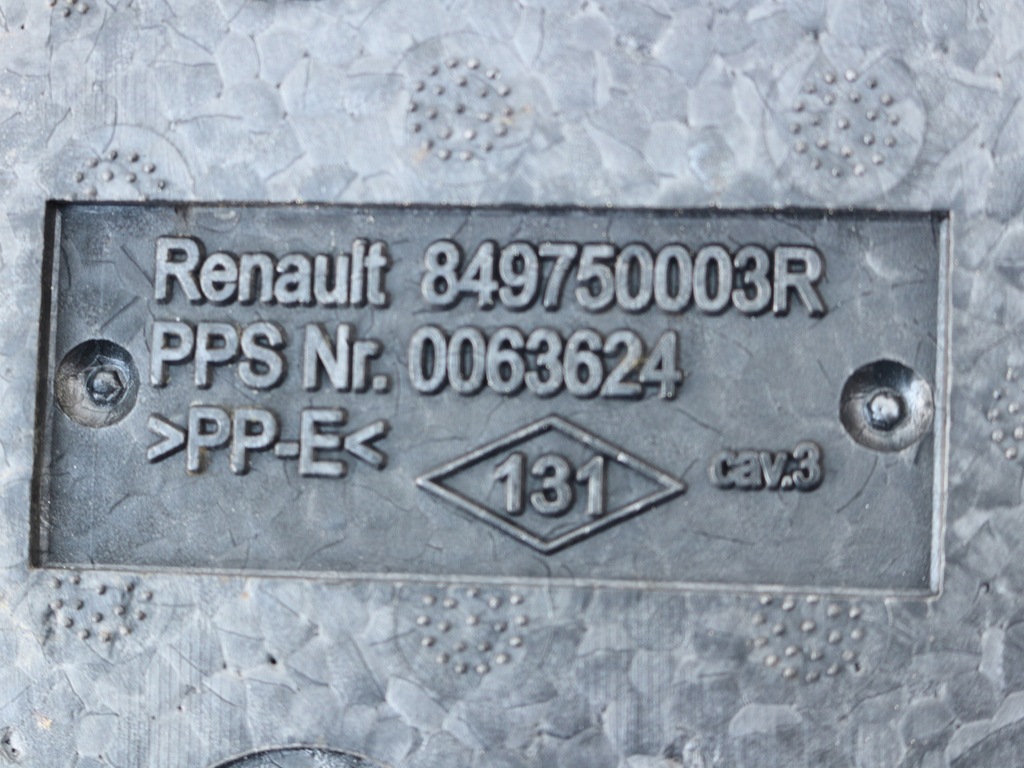 Renault 849750003R
PPS Nr. 0063624
>PP-E<
131
cav.3